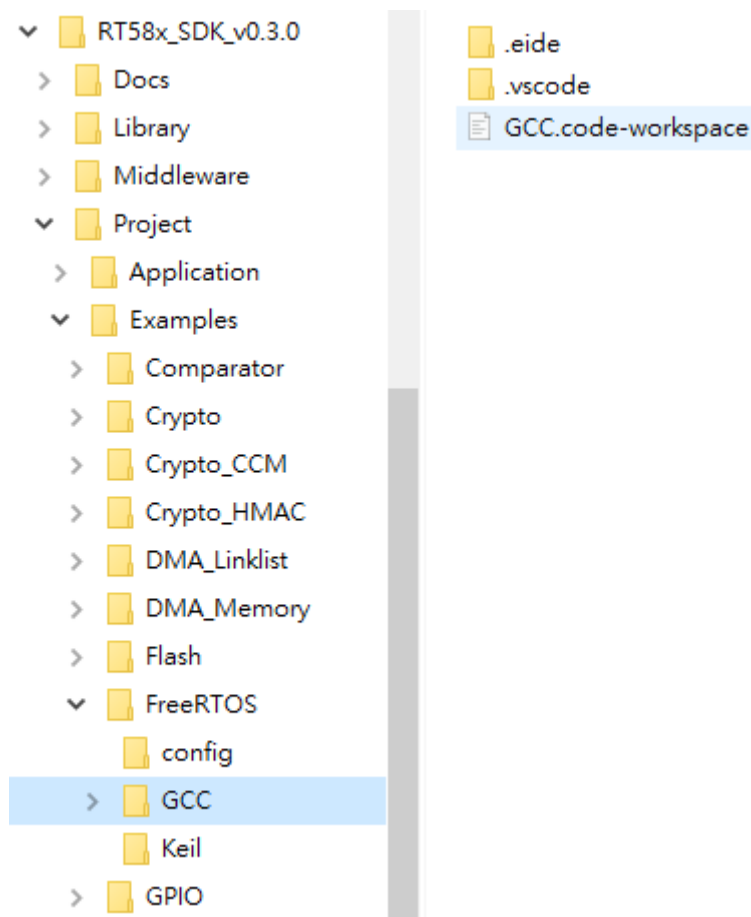 RT58x_SDK_v0.3.0
Docs
Library
Middleware
Project
Application
Examples
Comparator
Crypto
Crypto_CCM
Crypto_HMAC
DMA_Linklist
DMA_Memory
Flash
FreeRTOS
config
GCC
Keil
GPIO
.eide
.vscode
GCC.code-workspace